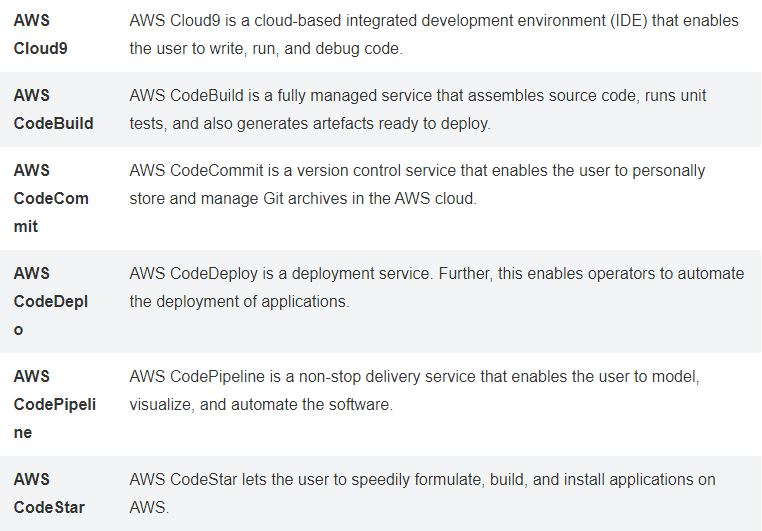 AWS
Cloud9
AWS Cloud9 is a cloud-based integrated development environment (IDE) that enables
the user to write, run, and debug code.
AWS
CodeBuild
AWS CodeBuild is a fully managed service that assembles source code, runs unit
tests, and also generates artefacts ready to deploy.
AWS
CodeCom
mit
AWS CodeCommit is a version control service that enables the user to personally
store and manage Git archives in the AWS cloud.
AWS
CodeDepl
o
AWS CodeDeploy is a deployment service. Further, this enables operators to automate
the deployment of applications.
AWS
CodePipeli
ne
AWS CodePipeline is a non-stop delivery service that enables the user to model,
visualize, and automate the software.
AWS
CodeStar
AWS CodeStar lets the user to speedily formulate, build, and install applications on
AWS.